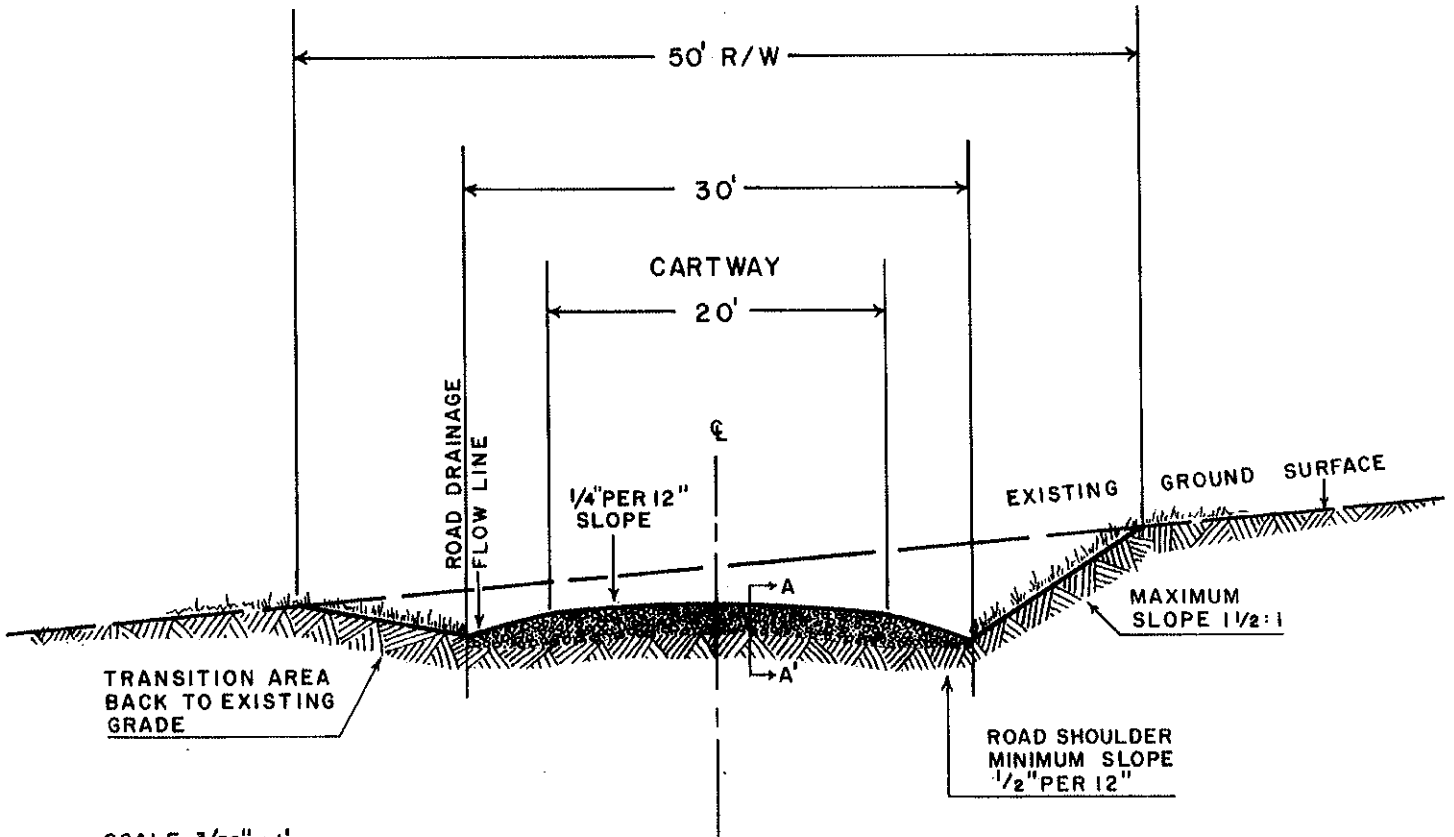 50' R/W
30'
CARTWAY
20'
ROAD DRAINAGE
FLOW LINE
℄
1/4" PER 12"
SLOPE
EXISTING GROUND SURFACE
A
A'
MAXIMUM
SLOPE 1 1/2 : 1
TRANSITION AREA
BACK TO EXISTING
GRADE
ROAD SHOULDER
MINIMUM SLOPE
1/2" PER 12"